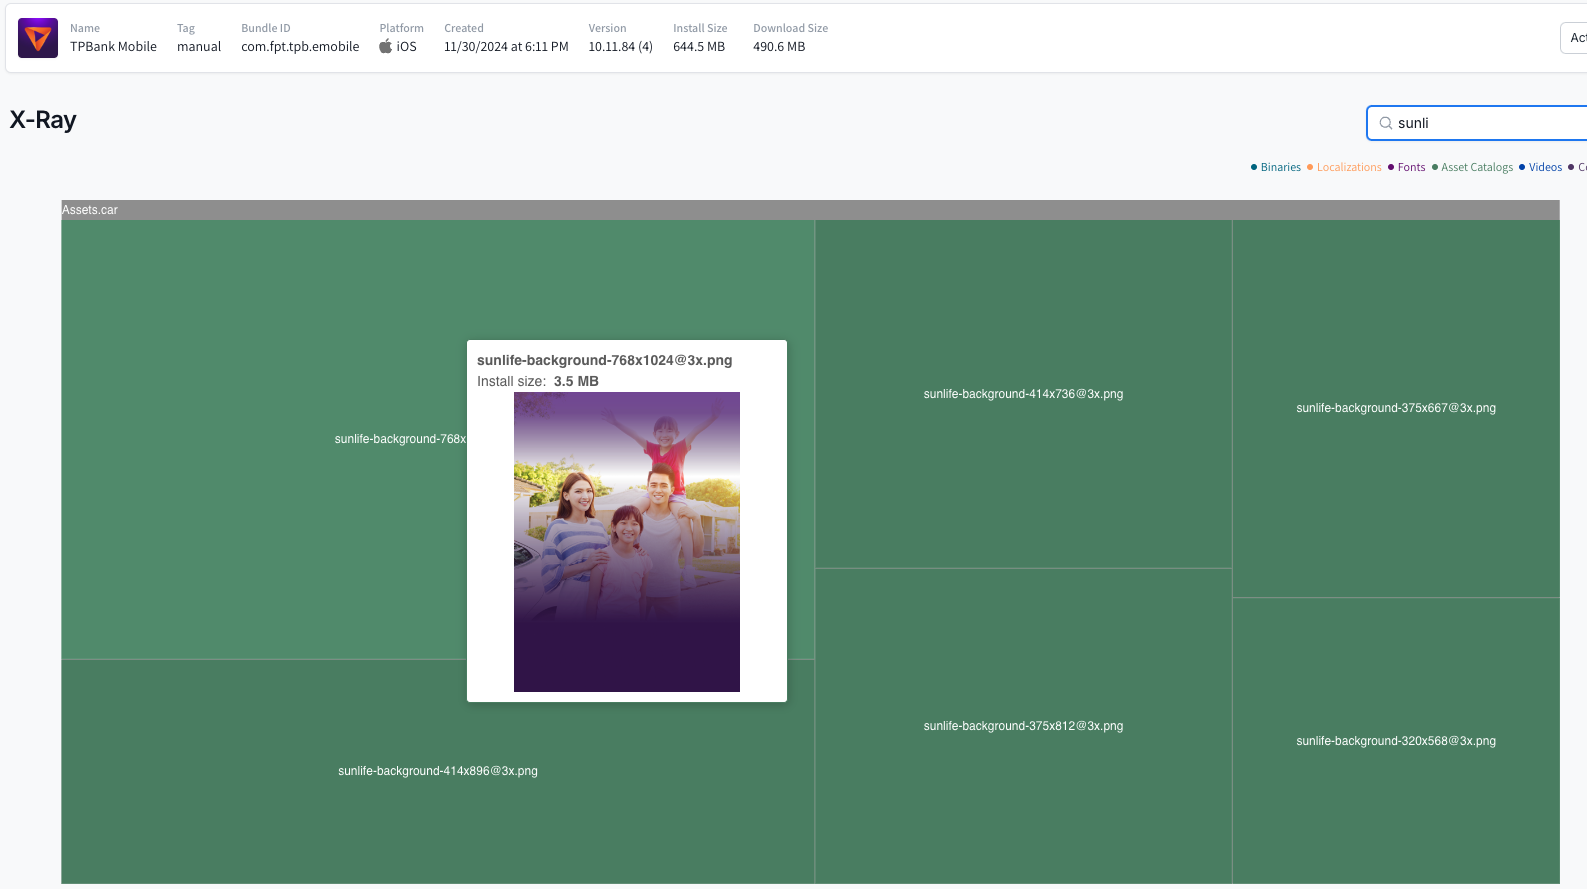 Name
TPBank Mobile
Tag
manual
Bundle ID
com.fpt.tpb.emobile
Platform
iOS
Created
11/30/2024 at 6:11 PM
Version
10.11.84 (4)
Install Size
644.5 MB
Download Size
490.6 MB
Act
X-Ray
sunli
Binaries
Localizations
Fonts
Asset Catalogs
Videos
C
Assets.car
sunlife-background-768x
sunlife-background-768x1024@3x.png
Install size: 3.5 MB
sunlife-background-414x736@3x.png
sunlife-background-375x667@3x.png
sunlife-background-414x896@3x.png
sunlife-background-375x812@3x.png
sunlife-background-320x568@3x.png